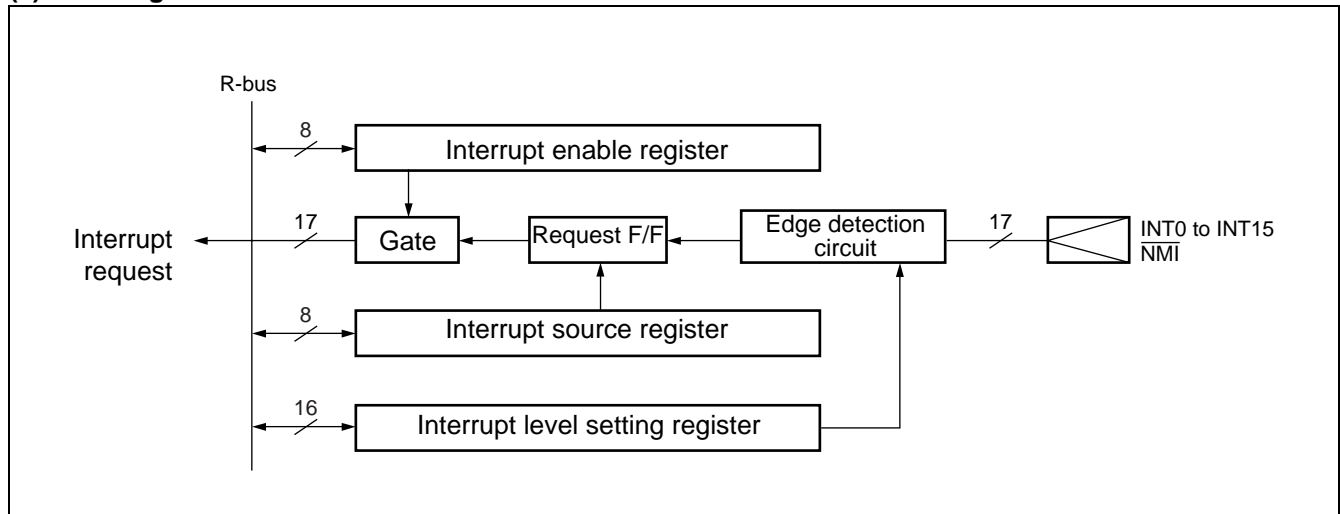 R-bus
8
Interrupt enable register
Interrupt
request
17
Gate
Request F/F
Edge detection
circuit
17
INT0 to INT15
NMI
8
Interrupt source register
16
Interrupt level setting register